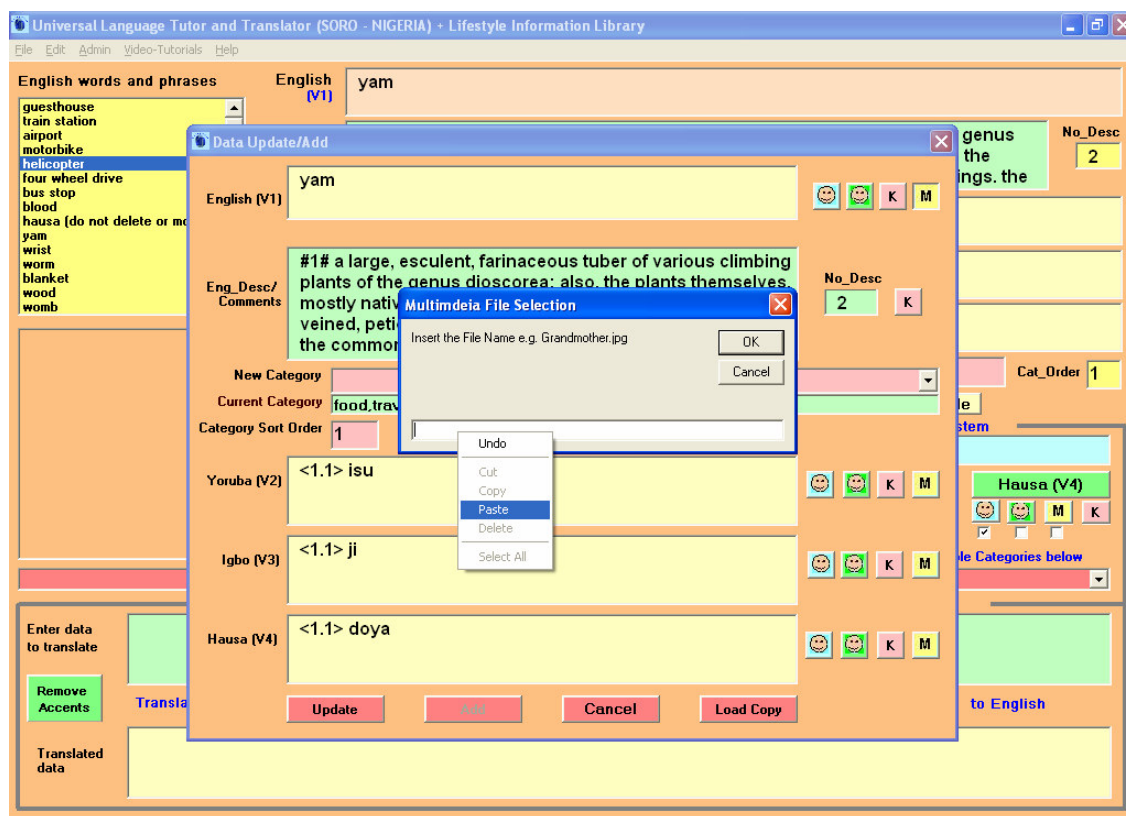 Universal Language Tutor and Translator (SORO - NIGERIA) + Lifestyle Information Library
File Edit Admin Video-Tutorials Help
English words and phrases
guesthouse
train station
airport
motorbike
helicopter
four wheel drive
bus stop
blood
hausa (do not delete or
yam
wrist
worm
blanket
wood
womb
English
(V1)
yam
genus
the
ings. the
No_Desc
2
Data Update/Add
English (V1)
yam
K M
Eng_Desc/
Comments
#1# a large, esculent, farinaceous tuber of various climbing
plants of the genus dioscorea; also, the plants themselves,
mostly
veined,
the
No_Desc
2
K
New Category
Current Category
food,
Category Sort Order
1
Multimdeia File Selection
Insert the File Name e.g. Grandmother.jpg
OK
Cancel
Undo
Cut
Copy
Paste
Delete
Select All
Yoruba (V2)
<1.1> isu
K M
Igbo (V3)
<1.1> ji
K M
Hausa (V4)
<1.1> doya
K M
Update
Add
Cancel
Load Copy
Cat_Order
1
Hausa (V4)
M K
Categories below
Enter data
to translate
Remove
Accents
to English
Translated
data